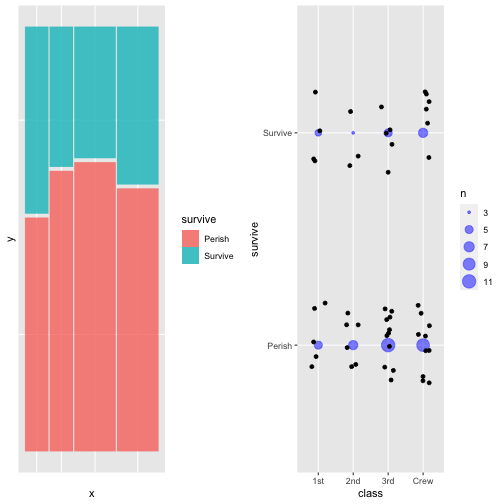 y
x
survive
Perish
Survive
survive
Survive
Perish
1st 2nd 3rd Crew
class
n
3
5
7
9
11